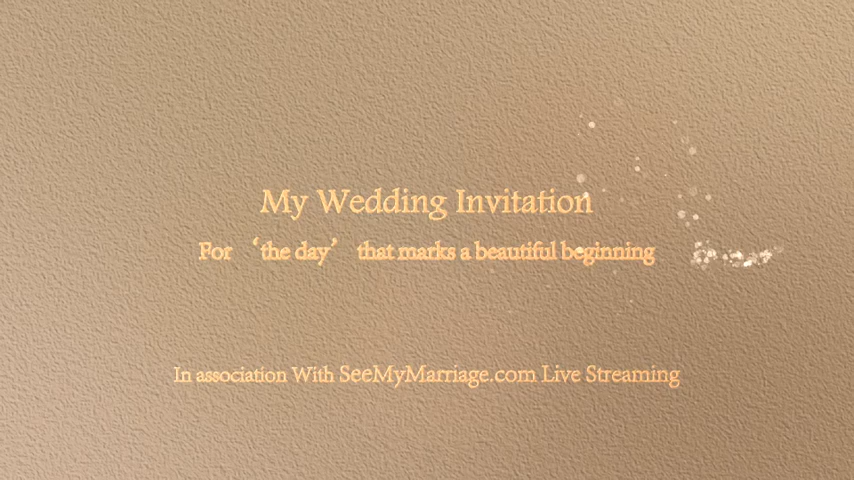 My Wedding Invitation
For ‘the day’ that marks a beautiful beginning
In association With SeeMyMarriage.com Live Streaming